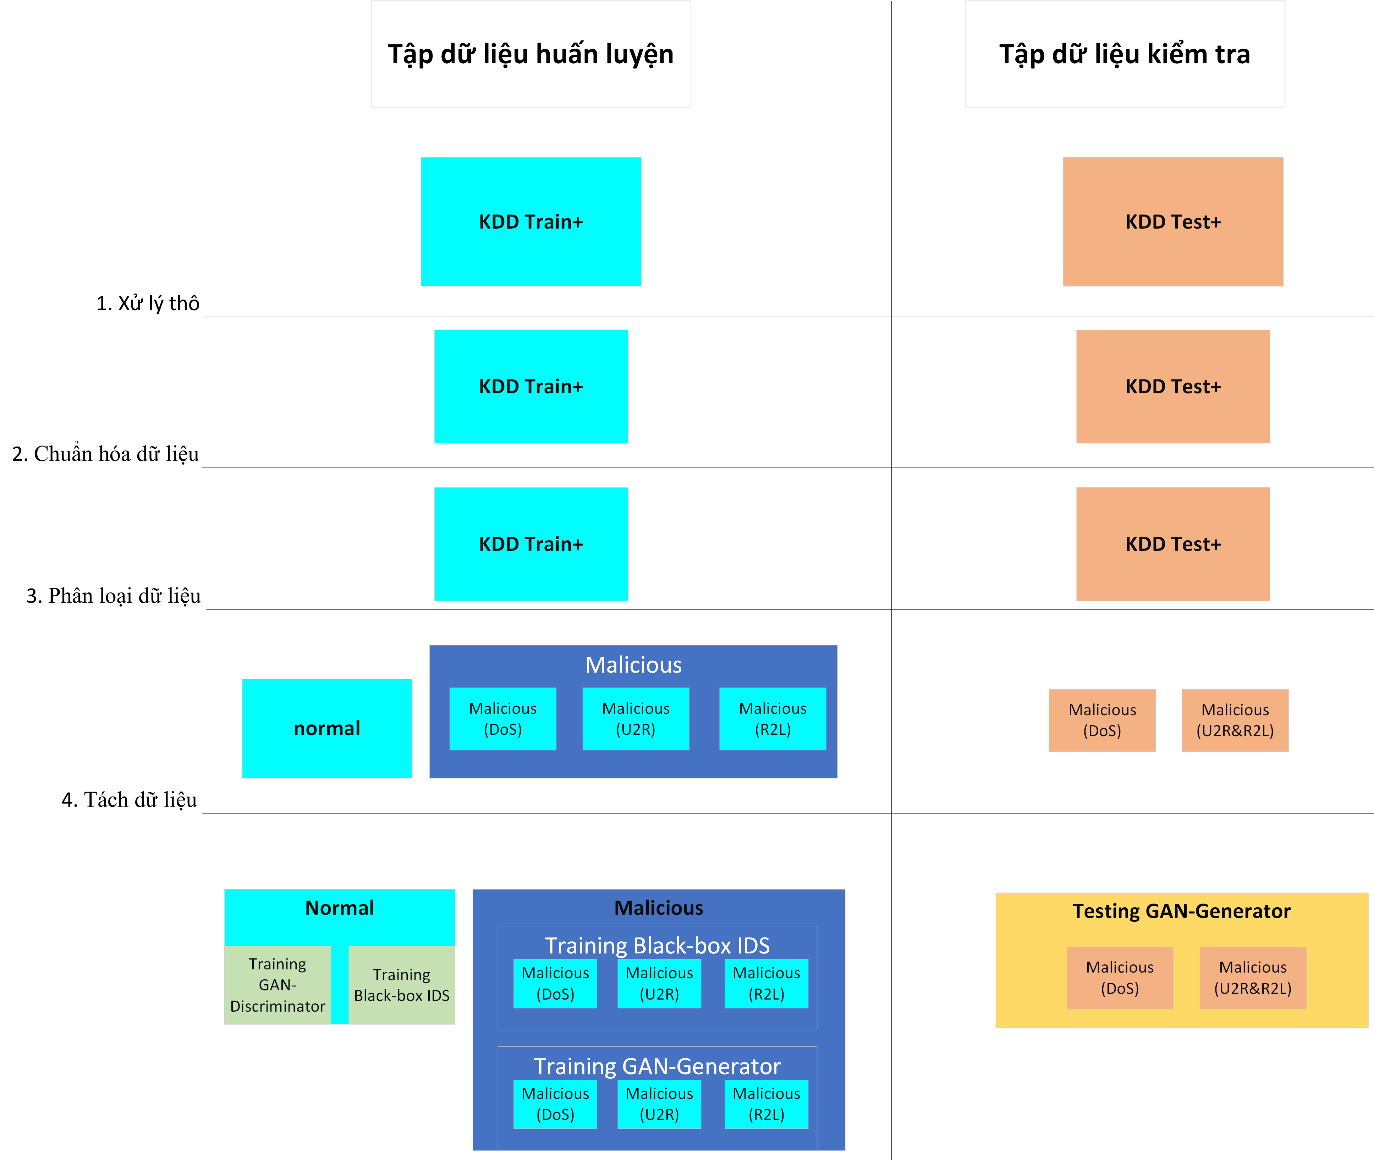 Tập dữ liệu huấn luyện
Tập dữ liệu kiểm tra
KDD Train+
KDD Test+
1. Xử lý thô
KDD Train+
KDD Test+
2. Chuẩn hóa dữ liệu
KDD Train+
KDD Test+
3. Phân loại dữ liệu
normal
Malicious
Malicious
(DoS)
Malicious
(U2R)
Malicious
(R2L)
Malicious
(DoS)
Malicious
(U2R&R2L)
4. Tách dữ liệu
Normal
Training
GAN-
Discriminator
Training
Black-box IDS
Malicious
Training Black-box IDS
Malicious
(DoS)
Malicious
(U2R)
Malicious
(R2L)
Training GAN-Generator
Malicious
(DoS)
Malicious
(U2R)
Malicious
(R2L)
Testing GAN-Generator
Malicious
(DoS)
Malicious
(U2R&R2L)